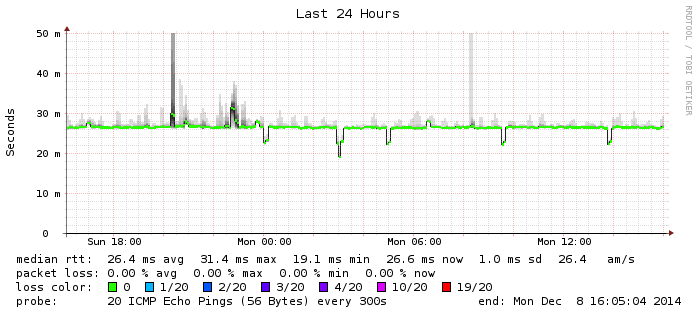 Last 24 Hours
RRDTOOL / TOBI OETIKER
Seconds
50 m
40 m
30 m
20 m
10 m
0
Sun 18:00 Mon 00:00 Mon 06:00 Mon 12:00
median rtt: 26.4 ms avg 31.4 ms max 19.1 ms min 26.6 ms now 1.0 ms sd 26.4 am/s
packet loss: 0.00 % avg 0.00 % max 0.00 % min 0.00 % now
loss color: 0 1/20 2/20 3/20 4/20 10/20 19/20
probe: 20 ICMP Echo Pings (56 Bytes) every 300s end: Mon Dec 8 16:05:04 2014